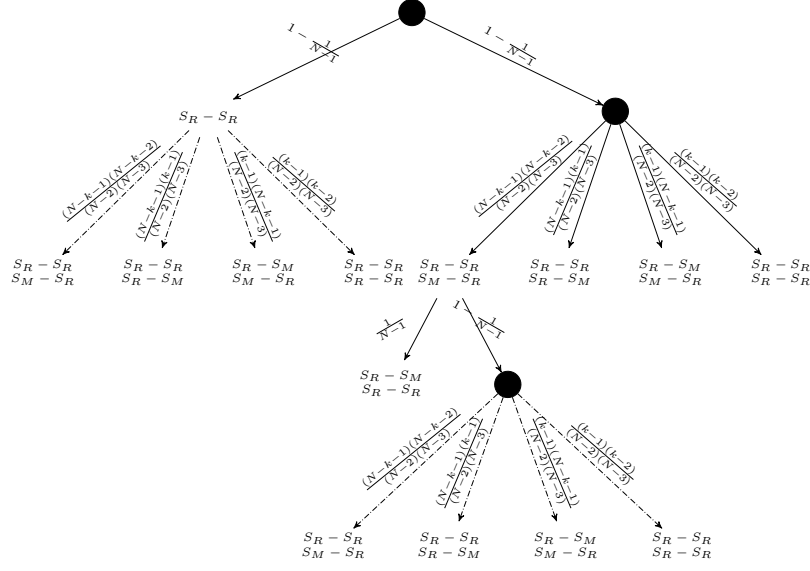 1 − 1/(N−1)
1 − 1/(N−1)
S_R − S_R
(N−k−1)(N−k−2)/(N−2)(N−3)
(N−k−1)(k−1)/(N−2)(N−3)
(k−1)(N−k−1)/(N−2)(N−3)
(k−1)(k−2)/(N−2)(N−3)
(N−k−1)(N−k−2)/(N−2)(N−3)
(N−k−1)(k−1)/(N−2)(N−3)
(k−1)(N−k−1)/(N−2)(N−3)
(k−1)(k−2)/(N−2)(N−3)
S_R − S_R
S_M − S_R
S_R − S_R
S_R − S_M
S_R − S_M
S_M − S_R
S_R − S_R
S_R − S_R
S_R − S_R
S_M − S_R
S_R − S_R
S_R − S_M
S_R − S_M
S_M − S_R
S_R − S_R
S_R − S_R
1/(N−1)
1 − 1/(N−1)
S_R − S_M
S_R − S_R
(N−k−1)(N−k−2)/(N−2)(N−3)
(N−k−1)(k−1)/(N−2)(N−3)
(k−1)(N−k−1)/(N−2)(N−3)
(k−1)(k−2)/(N−2)(N−3)
S_R − S_R
S_M − S_R
S_R − S_R
S_R − S_M
S_R − S_M
S_M − S_R
S_R − S_R
S_R − S_R